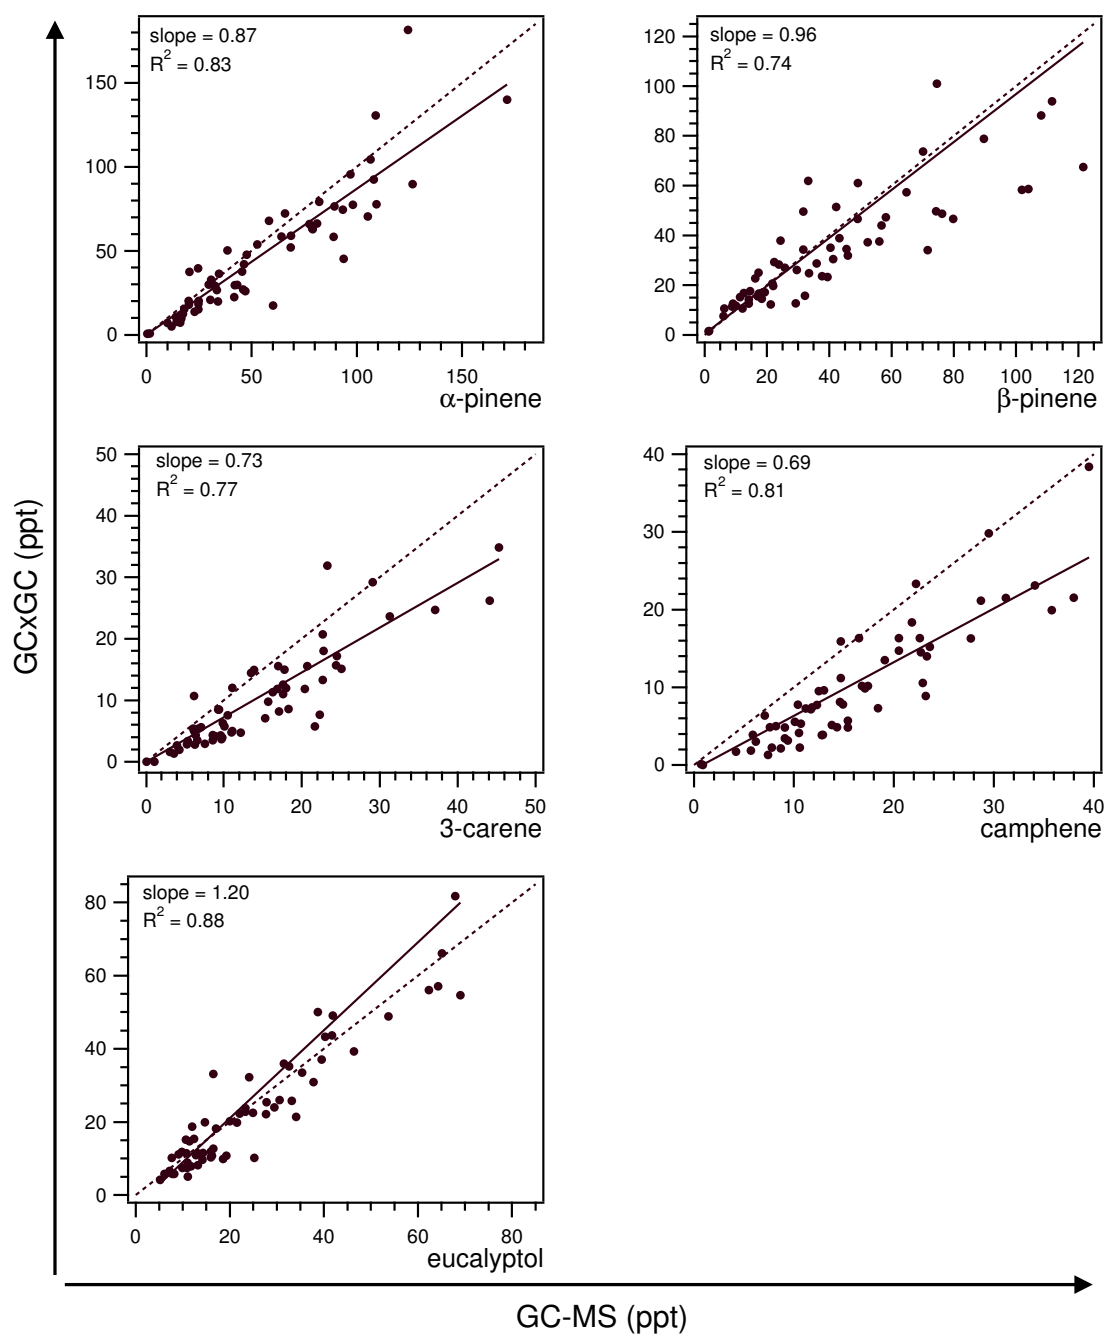 GCxGC (ppt)
slope = 0.87
R² = 0.83
150
100
50
0
0 50 100 150
α-pinene
slope = 0.96
R² = 0.74
120
100
80
60
40
20
0
0 20 40 60 80 100 120
β-pinene
slope = 0.73
R² = 0.77
50
40
30
20
10
0
0 10 20 30 40 50
3-carene
slope = 0.69
R² = 0.81
40
30
20
10
0
0 10 20 30 40
camphene
slope = 1.20
R² = 0.88
80
60
40
20
0
0 20 40 60 80
eucalyptol
GC-MS (ppt)